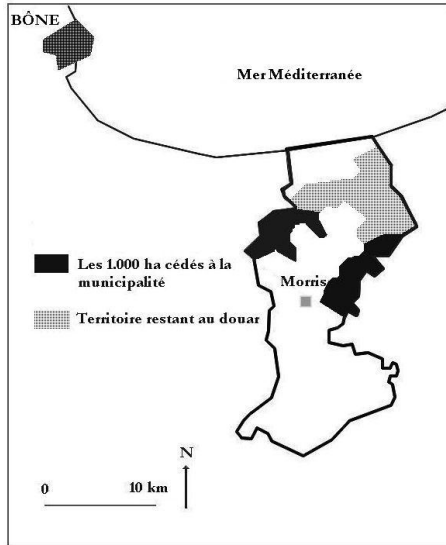 BÔNE
Mer Méditerranée
Les 1.000 ha cédés à la
municipalité
Morris
Territoire restant au douar
N
0 10 km